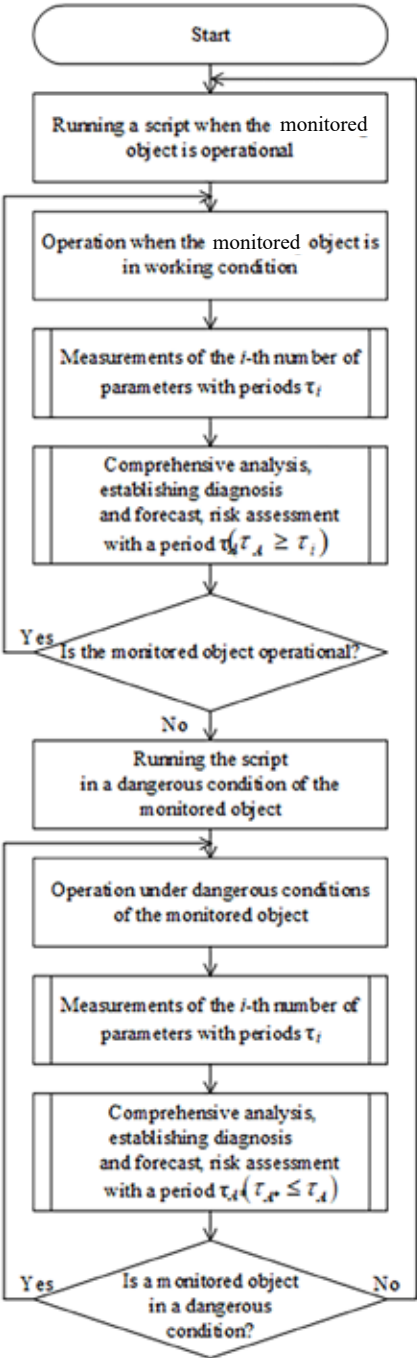 Start
Running a script when the monitored
object is operational
Operation when the monitored object is
in working condition
Measurements of the i-th number of
parameters with periods τi
Comprehensive analysis,
establishing diagnosis
and forecast, risk assessment
with a period (τA ≥ τi)
Yes
Is the monitored object operational?
No
Running the script
in a dangerous condition of the
monitored object
Operation under dangerous conditions
of the monitored object
Measurements of the i-th number of
parameters with periods τi
Comprehensive analysis,
establishing diagnosis
and forecast, risk assessment
with a period (τA* ≤ τA)
Yes
Is a monitored object
in a dangerous
condition?
No